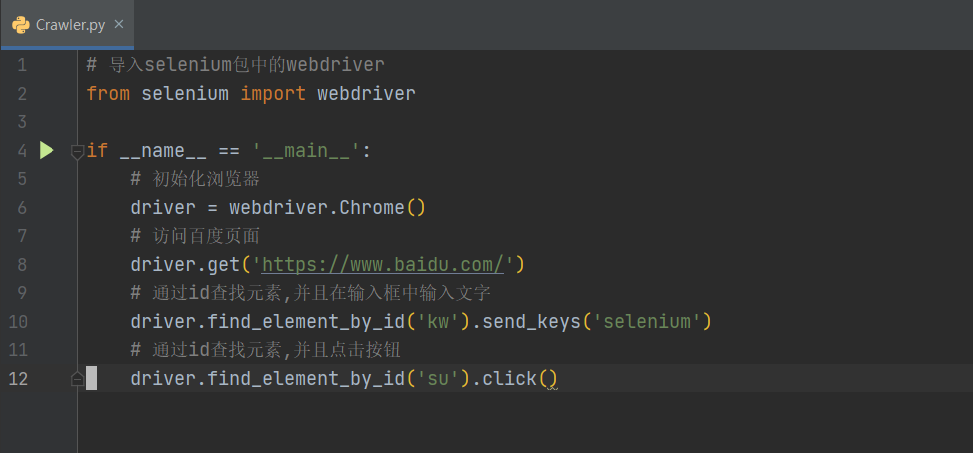 Crawler.py ×
1 # 导入selenium包中的webdriver
2 from selenium import webdriver
3
4 if __name__ == '__main__':
5 # 初始化浏览器
6 driver = webdriver.Chrome()
7 # 访问百度页面
8 driver.get('https://www.baidu.com/')
9 # 通过id查找元素,并且在输入框中输入文字
10 driver.find_element_by_id('kw').send_keys('selenium')
11 # 通过id查找元素,并且点击按钮
12 driver.find_element_by_id('su').click()